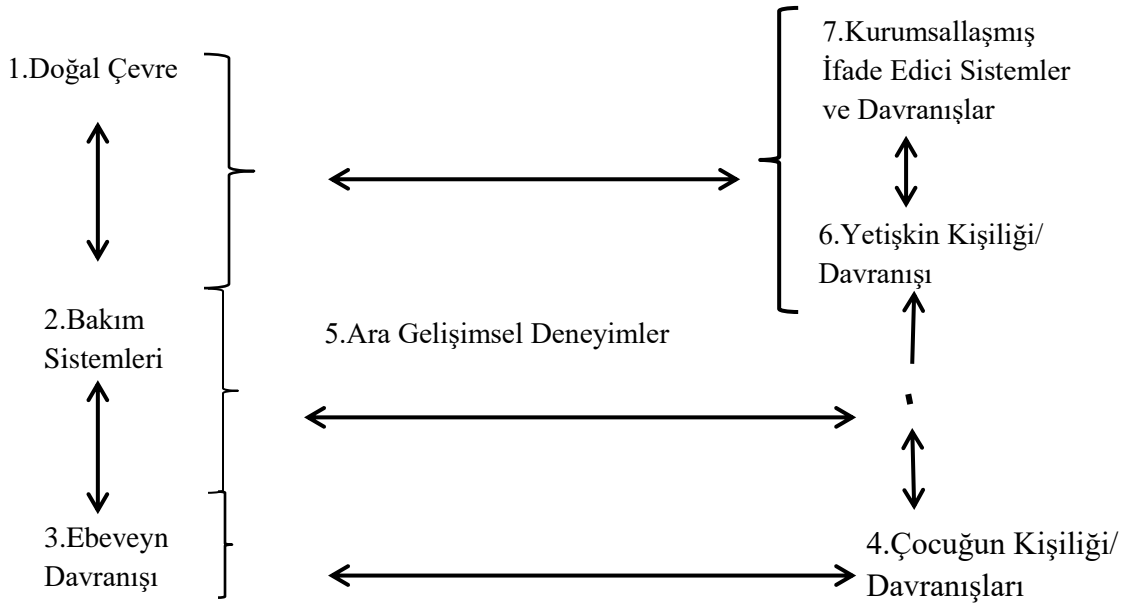 1.Doğal Çevre
7.Kurumsallaşmış
İfade Edici Sistemler
ve Davranışlar
6.Yetişkin Kişiliği/
Davranışı
2.Bakım
Sistemleri
5.Ara Gelişimsel Deneyimler
3.Ebeveyn
Davranışı
4.Çocuğun Kişiliği/
Davranışları